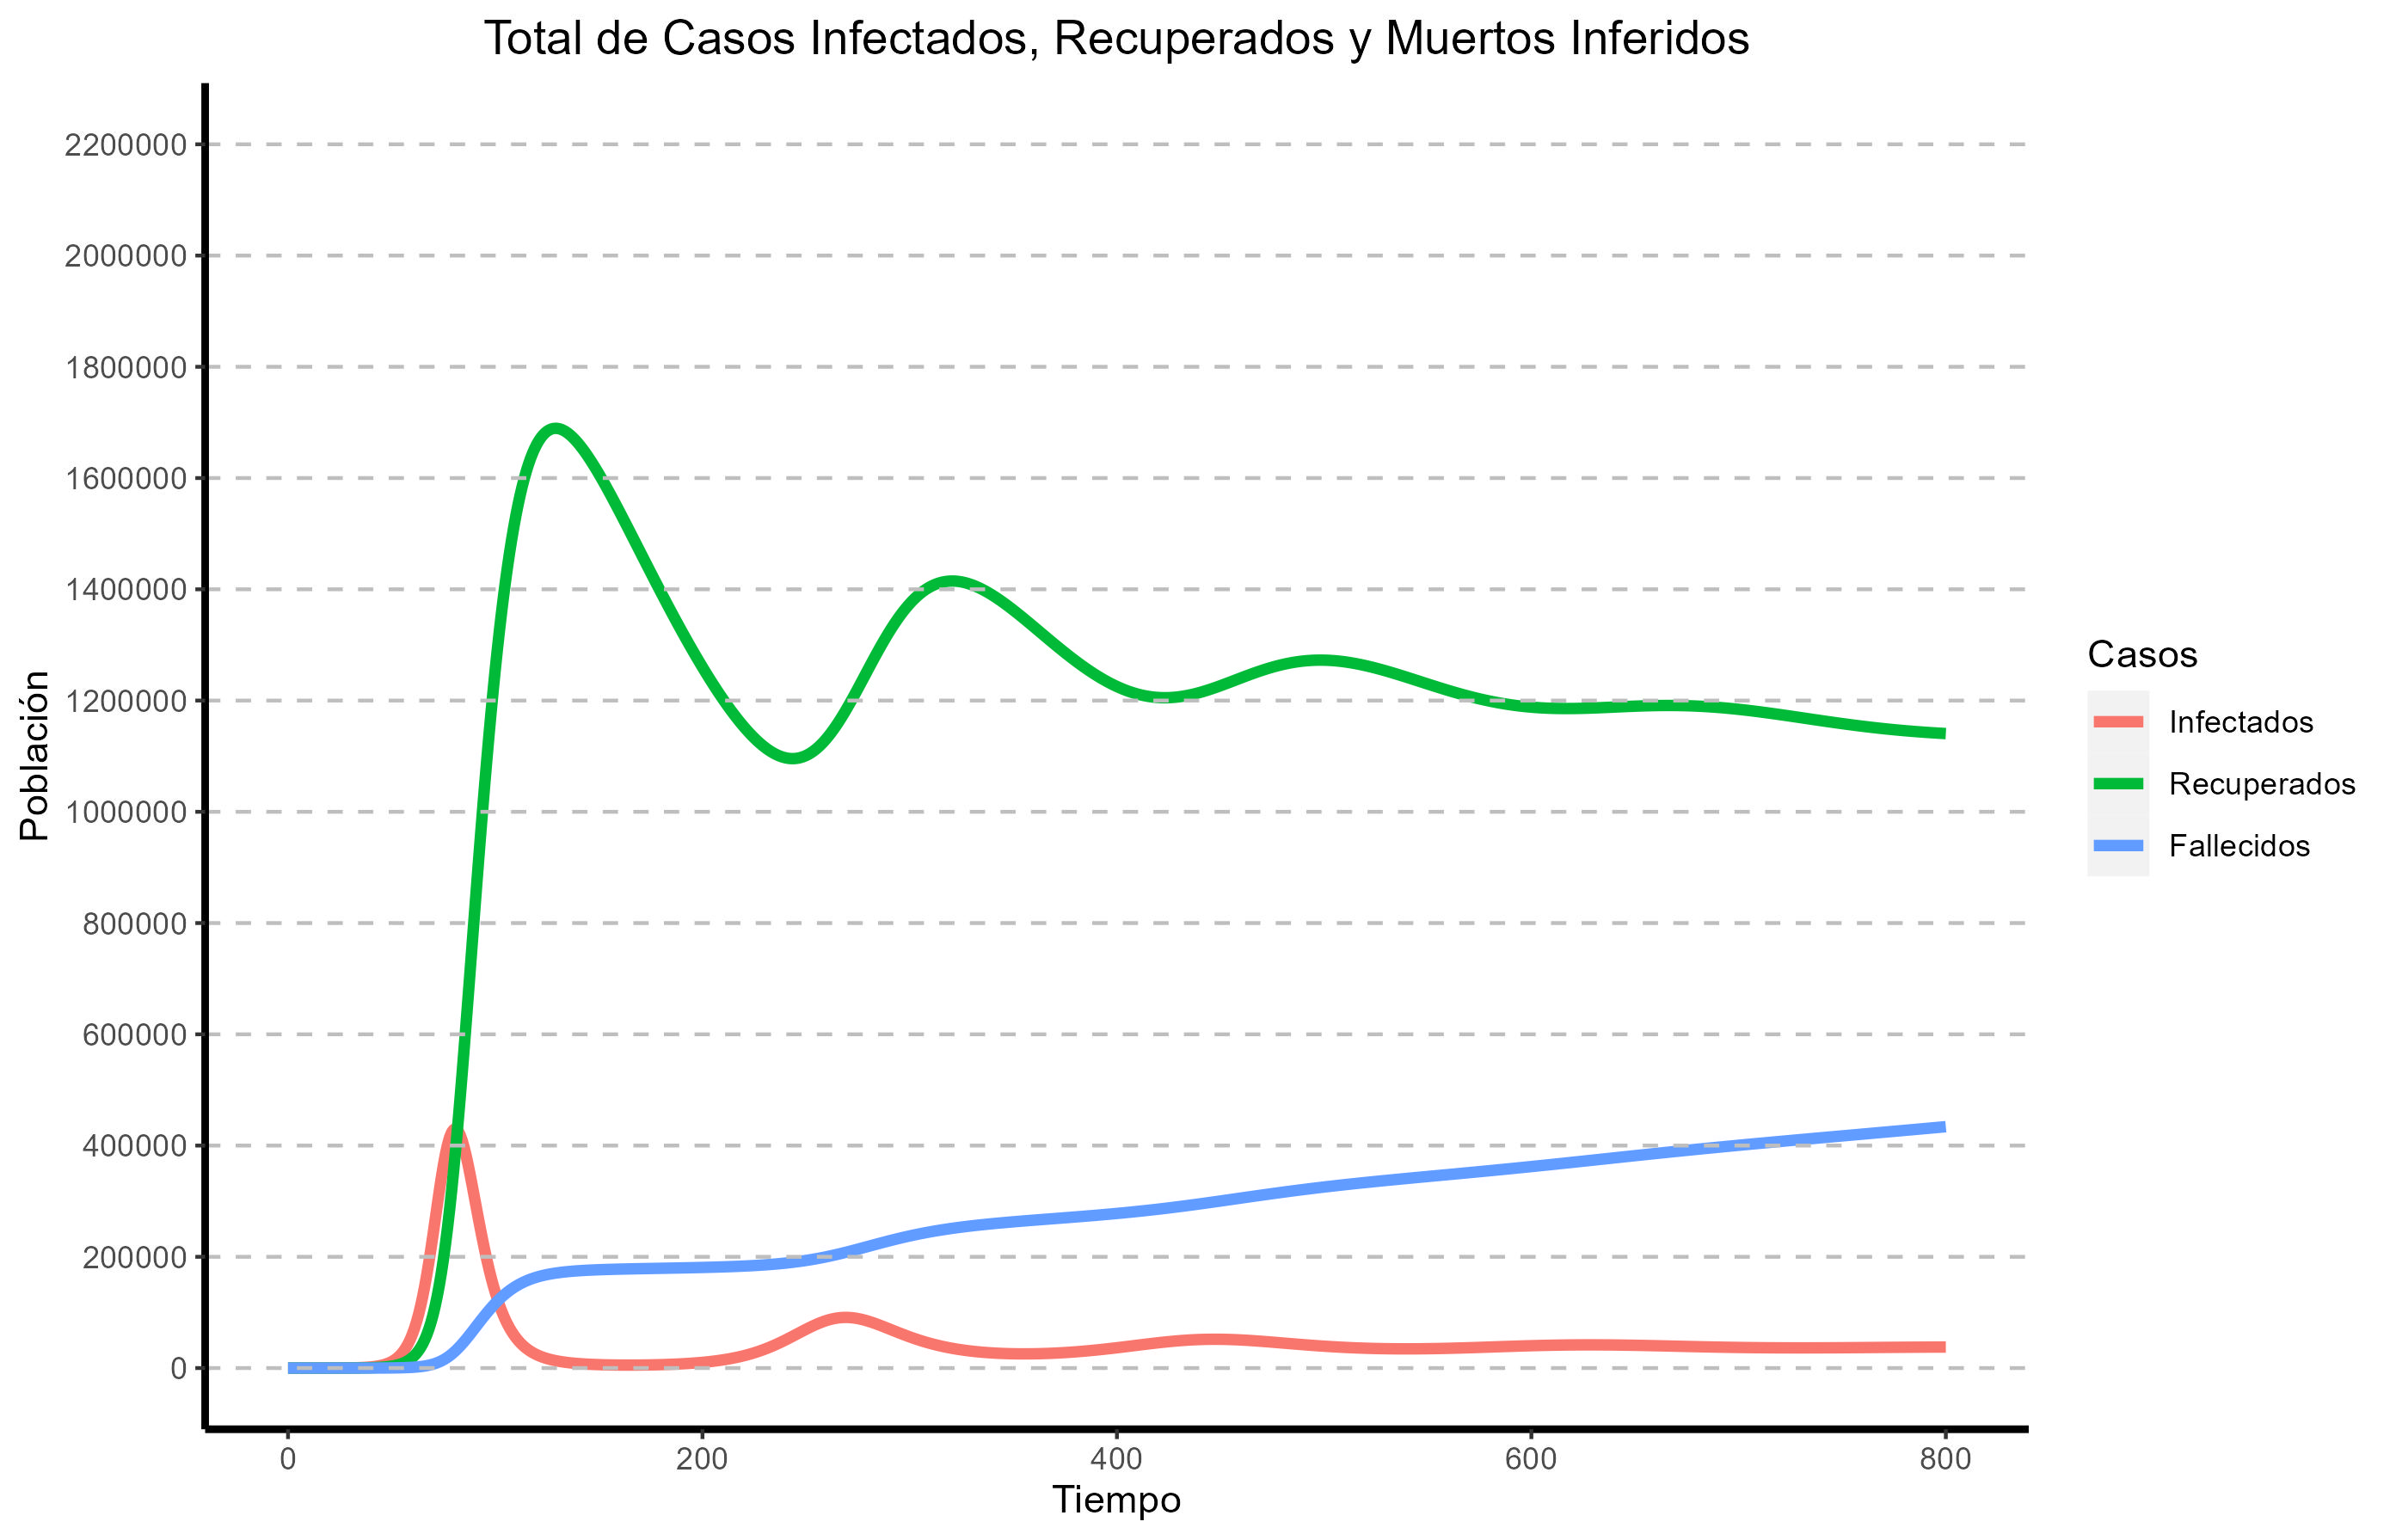 Total de Casos Infectados, Recuperados y Muertos Inferidos
Población
2200000
2000000
1800000
1600000
1400000
1200000
1000000
800000
600000
400000
200000
0
0 200 400 600 800
Tiempo
Casos
Infectados
Recuperados
Fallecidos